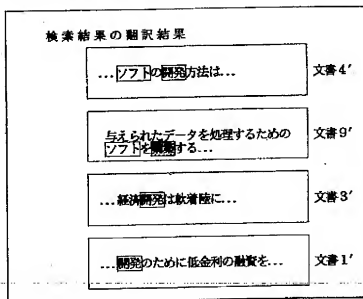 検索結果の翻訳結果
...ソフトの開発方法は... 文書4′
与えられたデータを処理するための
ソフトを構築する... 文書9′
...経済開発は軟着陸に... 文書3′
...開発のために低金利の融資を... 文書1′